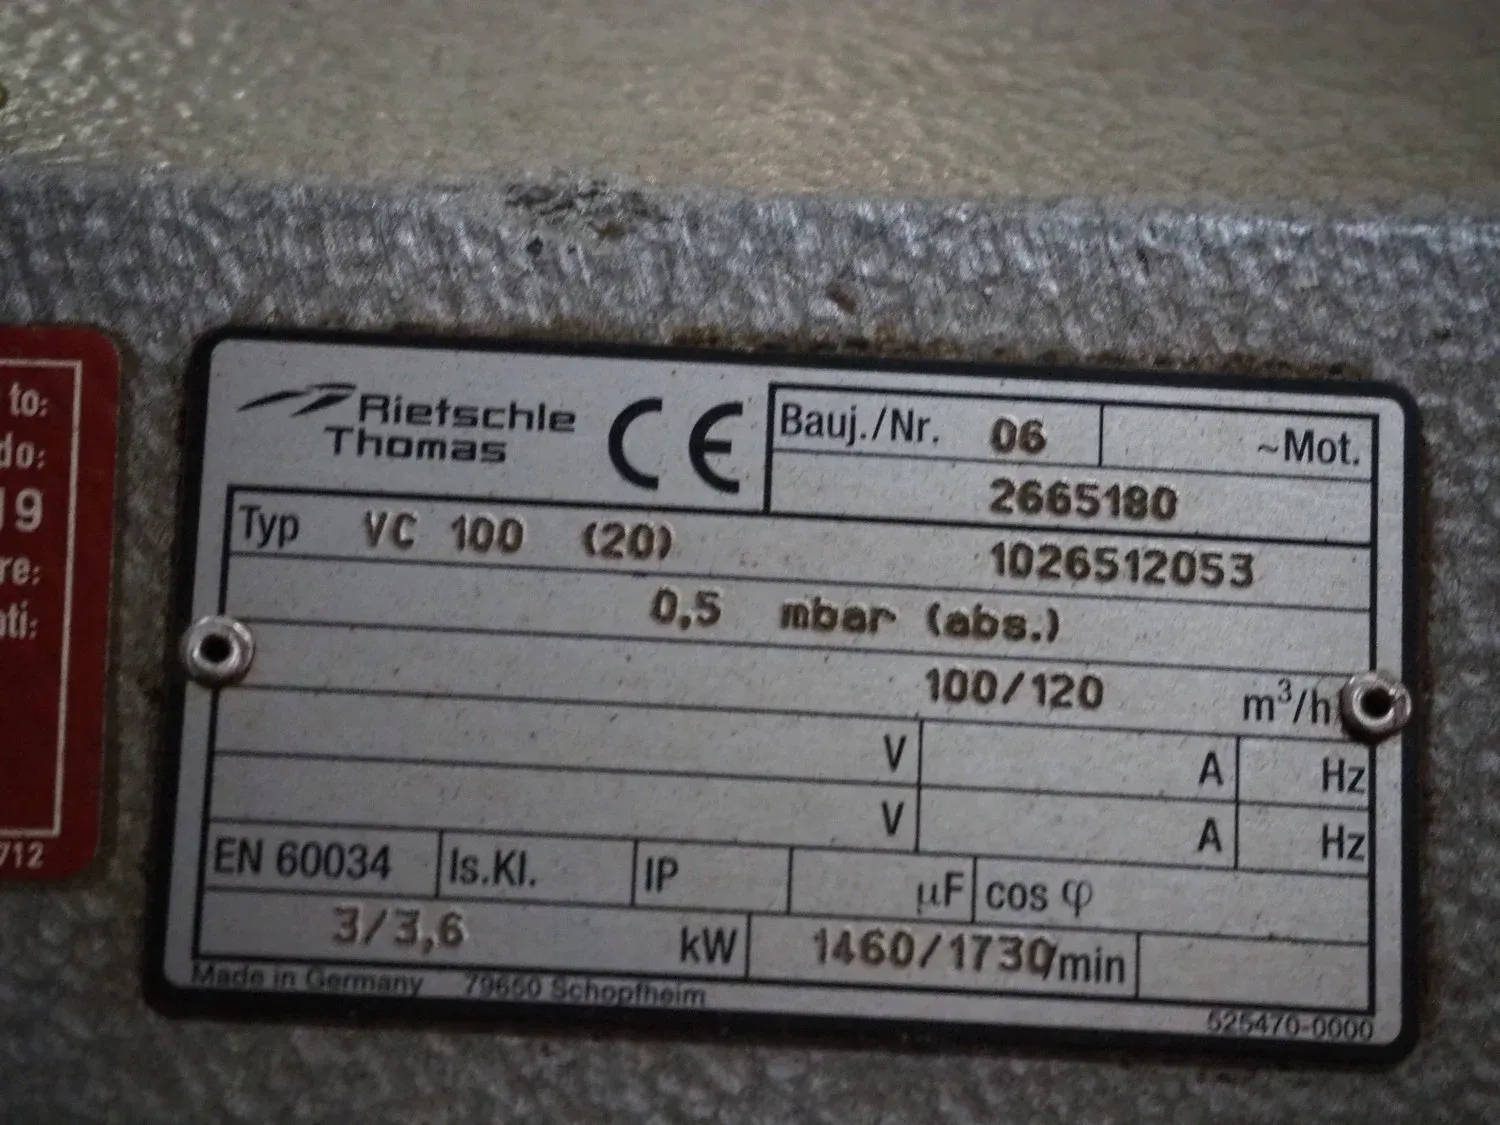 to:
do:
19
re:
ti:
712
Rietschle
Thomas
CE
Bauj./Nr. 06 ~Mot.
2665180
Typ VC 100 (20) 1026512053
0,5 mbar (abs.)
100/120 m³/h
V A Hz
V A Hz
EN 60034 Is.Kl. IP µF cos φ
3/3,6 kW 1460/1730/min
Made in Germany 79650 Schopfheim
525470-0000